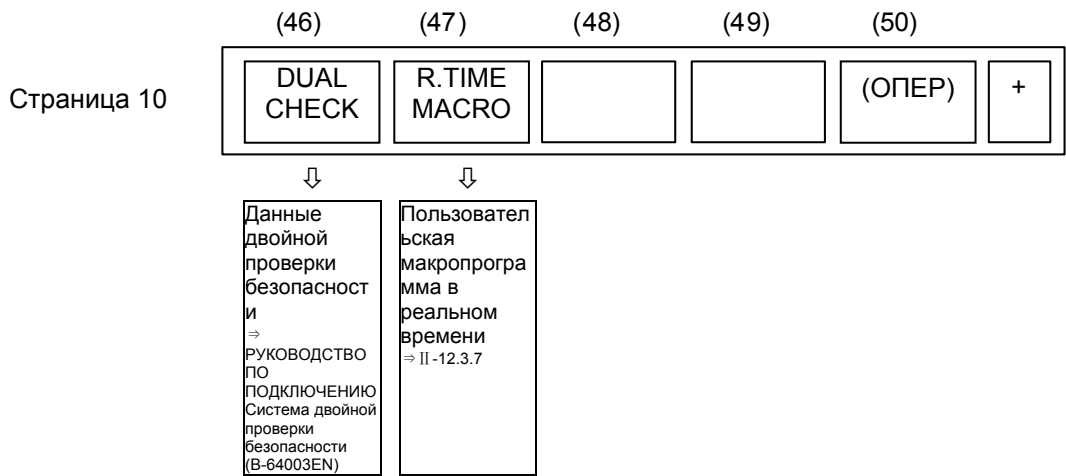 (46) (47) (48) (49) (50)
Страница 10
DUAL
CHECK
R.TIME
MACRO
(ОПЕР)
+
⇩ ⇩
Данные
двойной
проверки
безопасност
и
⇒
РУКОВОДСТВО
ПО
ПОДКЛЮЧЕНИЮ
Система двойной
проверки
безопасности
(B-64003EN)
Пользовател
ьская
макропрогра
мма в
реальном
времени
⇒ II-12.3.7